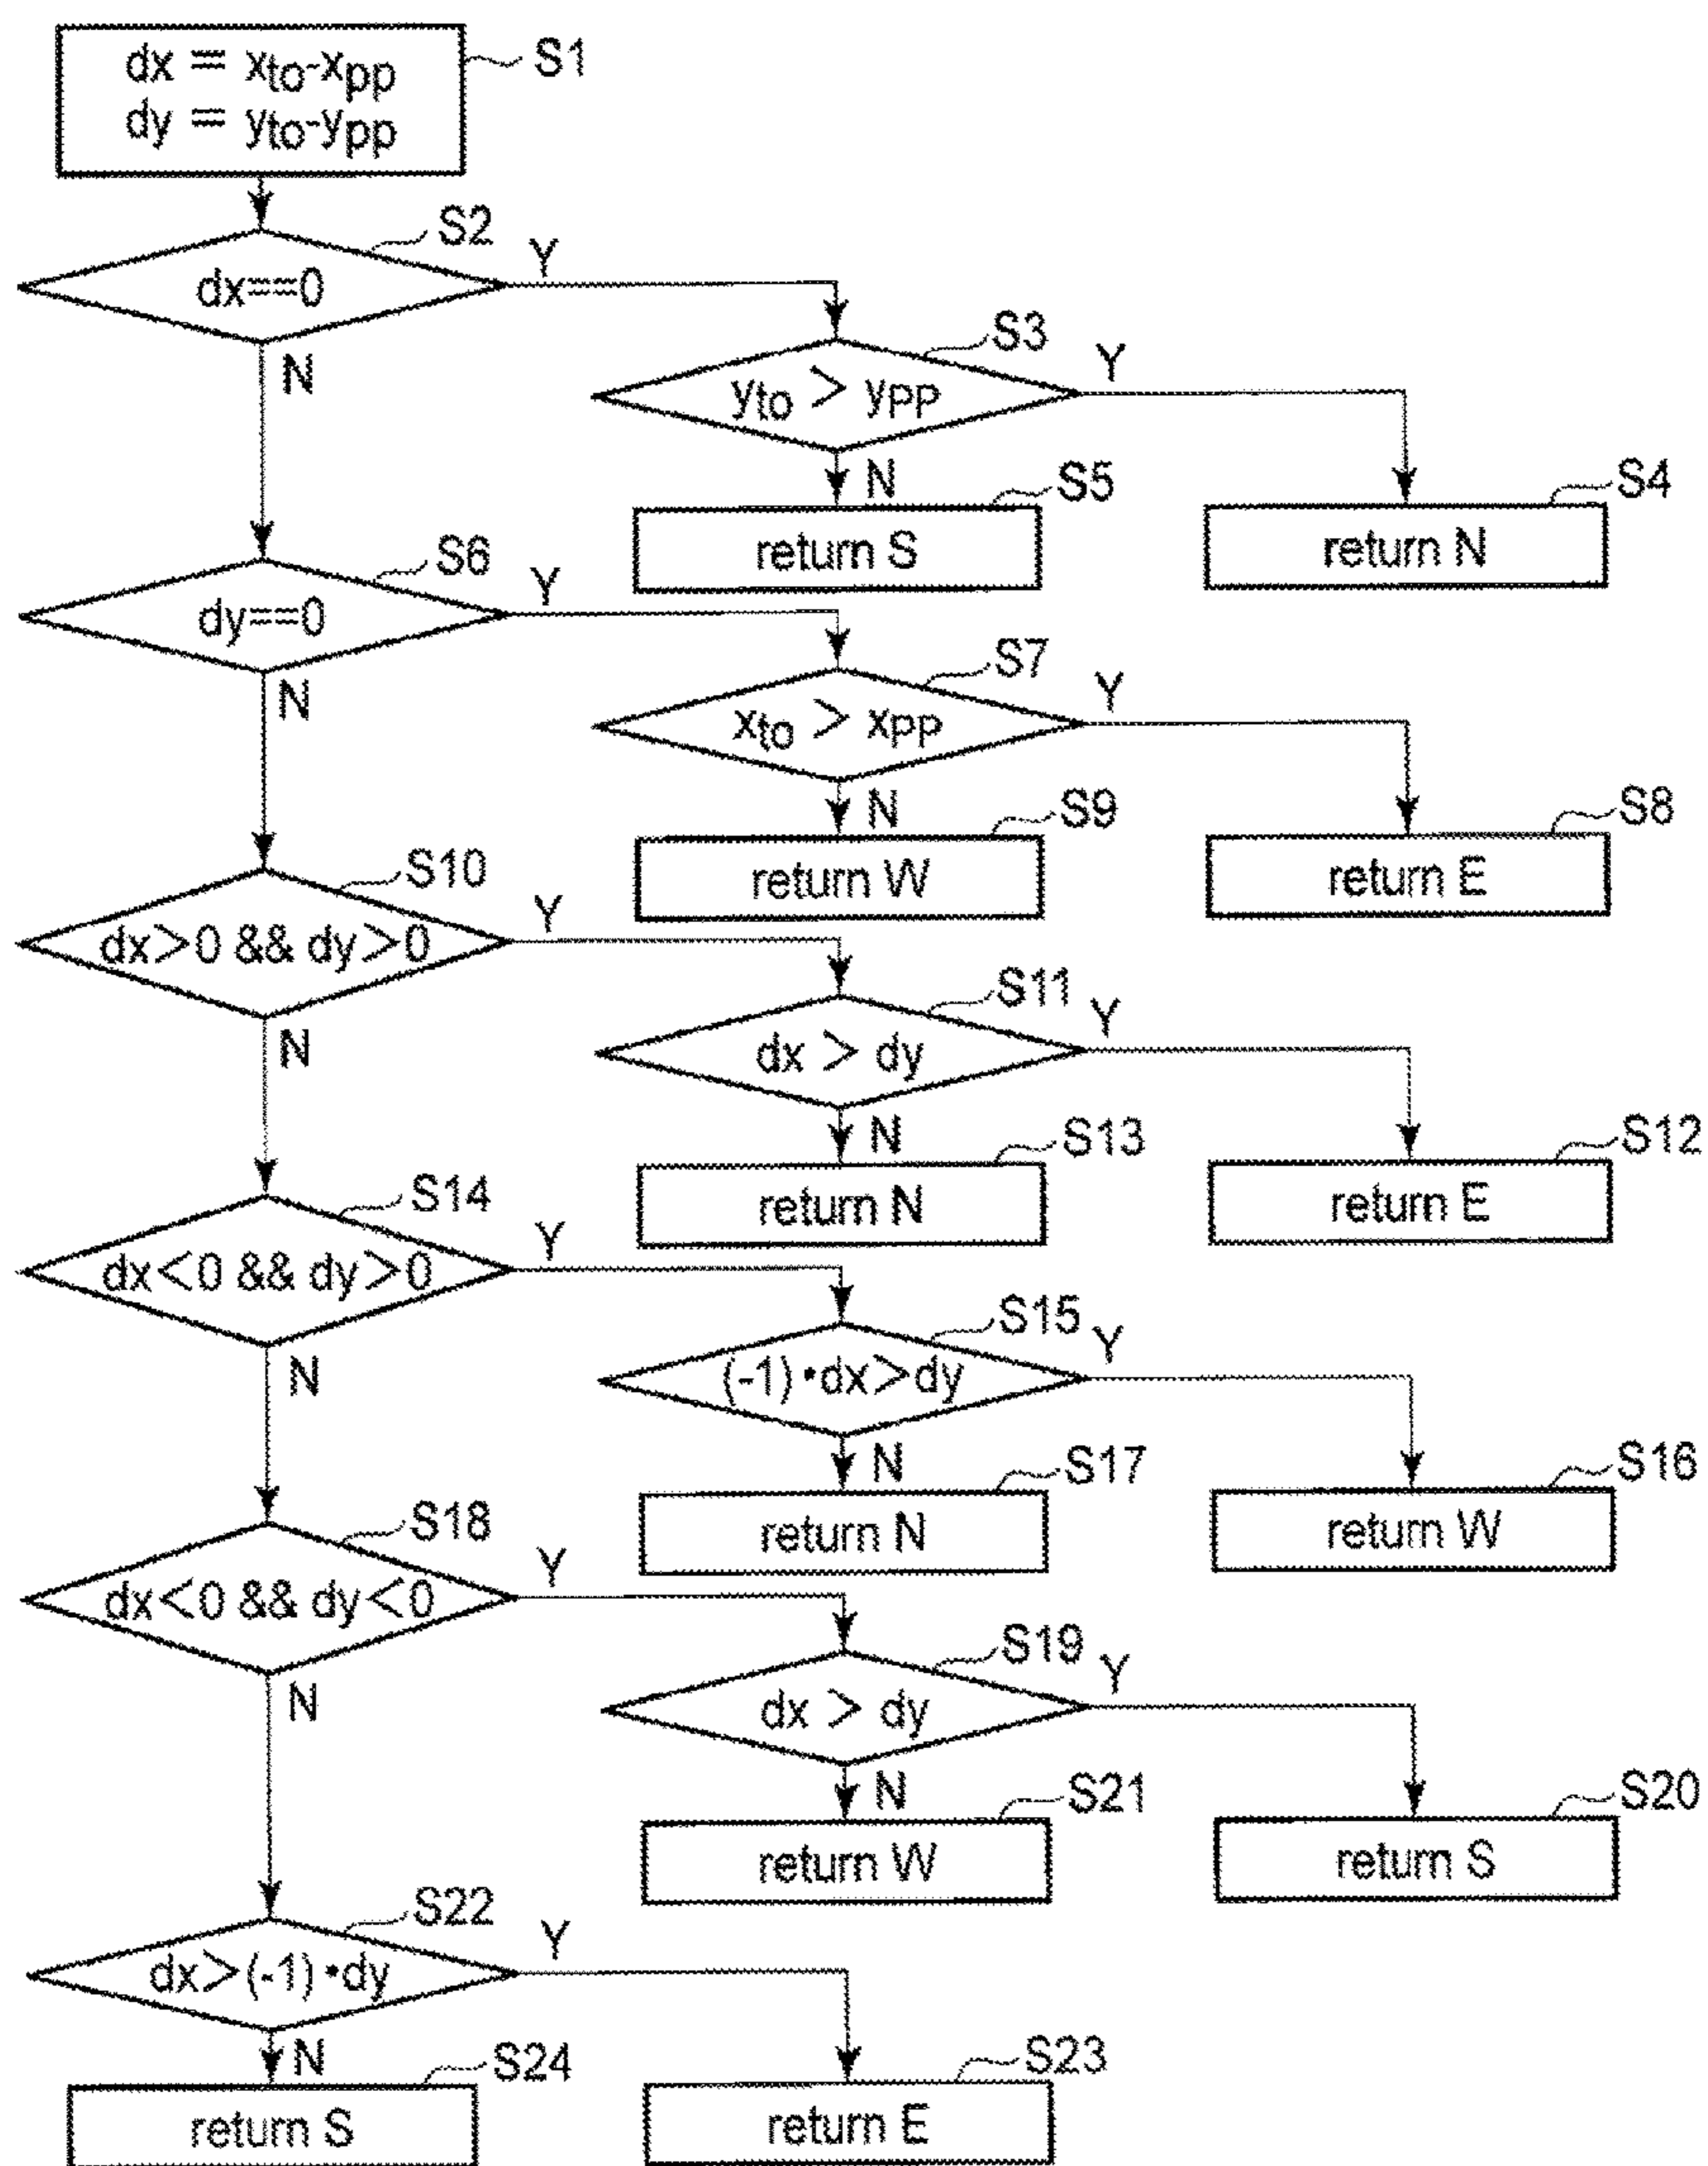 dx = xto-xpp
dy = yto-ypp
S1
S2
dx==0
Y
N
S3
yto > ypp
Y
N
S5
return S
S4
return N
S6
dy==0
Y
N
S7
xto > xpp
Y
N
S9
return W
S8
return E
S10
dx>0 && dy>0
Y
N
S11
dx > dy
Y
N
S13
return N
S12
return E
S14
dx<0 && dy>0
Y
N
S15
(-1)•dx>dy
Y
N
S17
return N
S16
return W
S18
dx<0 && dy<0
Y
N
S19
dx > dy
Y
N
S21
return W
S20
return S
S22
dx>(-1)•dy
Y
N
S24
return S
S23
return E